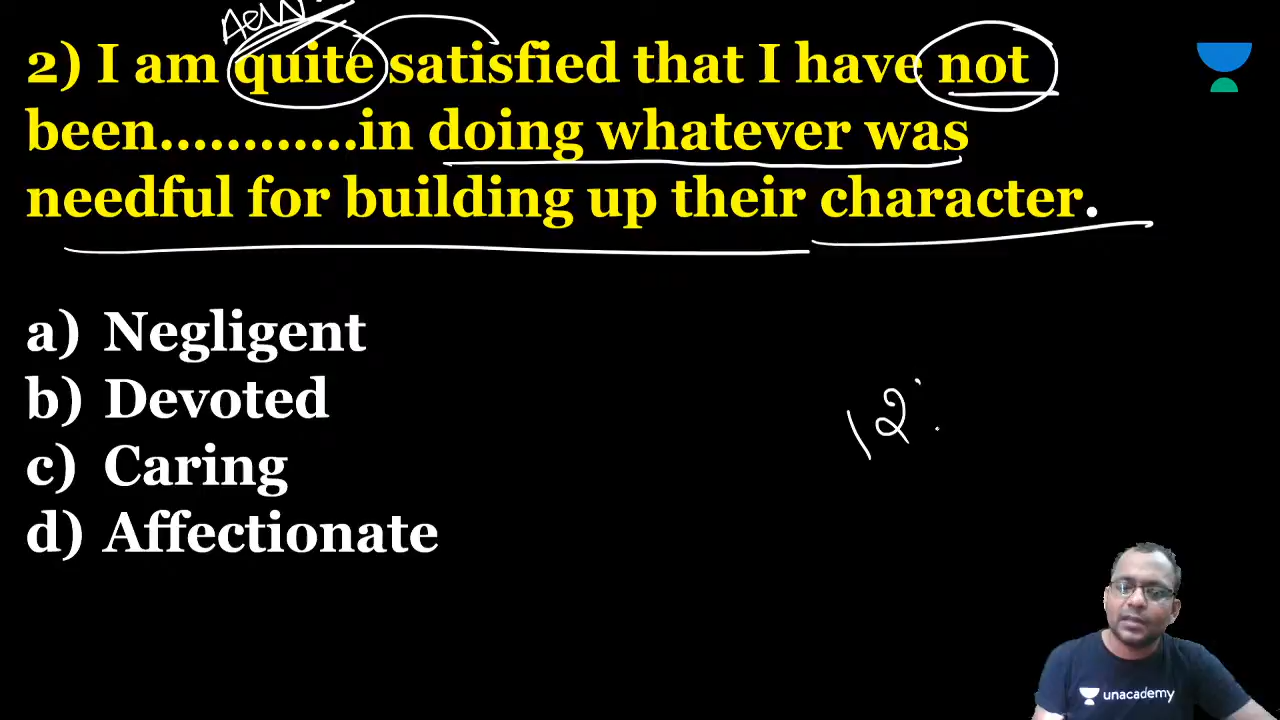 2) I am quite satisfied that I have not
been............in doing whatever was
needful for building up their character.
a) Negligent
b) Devoted
c) Caring
d) Affectionate
12:
unacademy